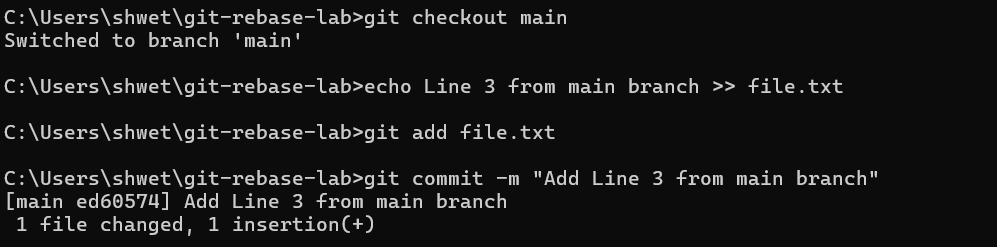 C:\Users\shwet\git-rebase-lab>git checkout main
Switched to branch 'main'
C:\Users\shwet\git-rebase-lab>echo Line 3 from main branch >> file.txt
C:\Users\shwet\git-rebase-lab>git add file.txt
C:\Users\shwet\git-rebase-lab>git commit -m "Add Line 3 from main branch"
[main ed60574] Add Line 3 from main branch
 1 file changed, 1 insertion(+)